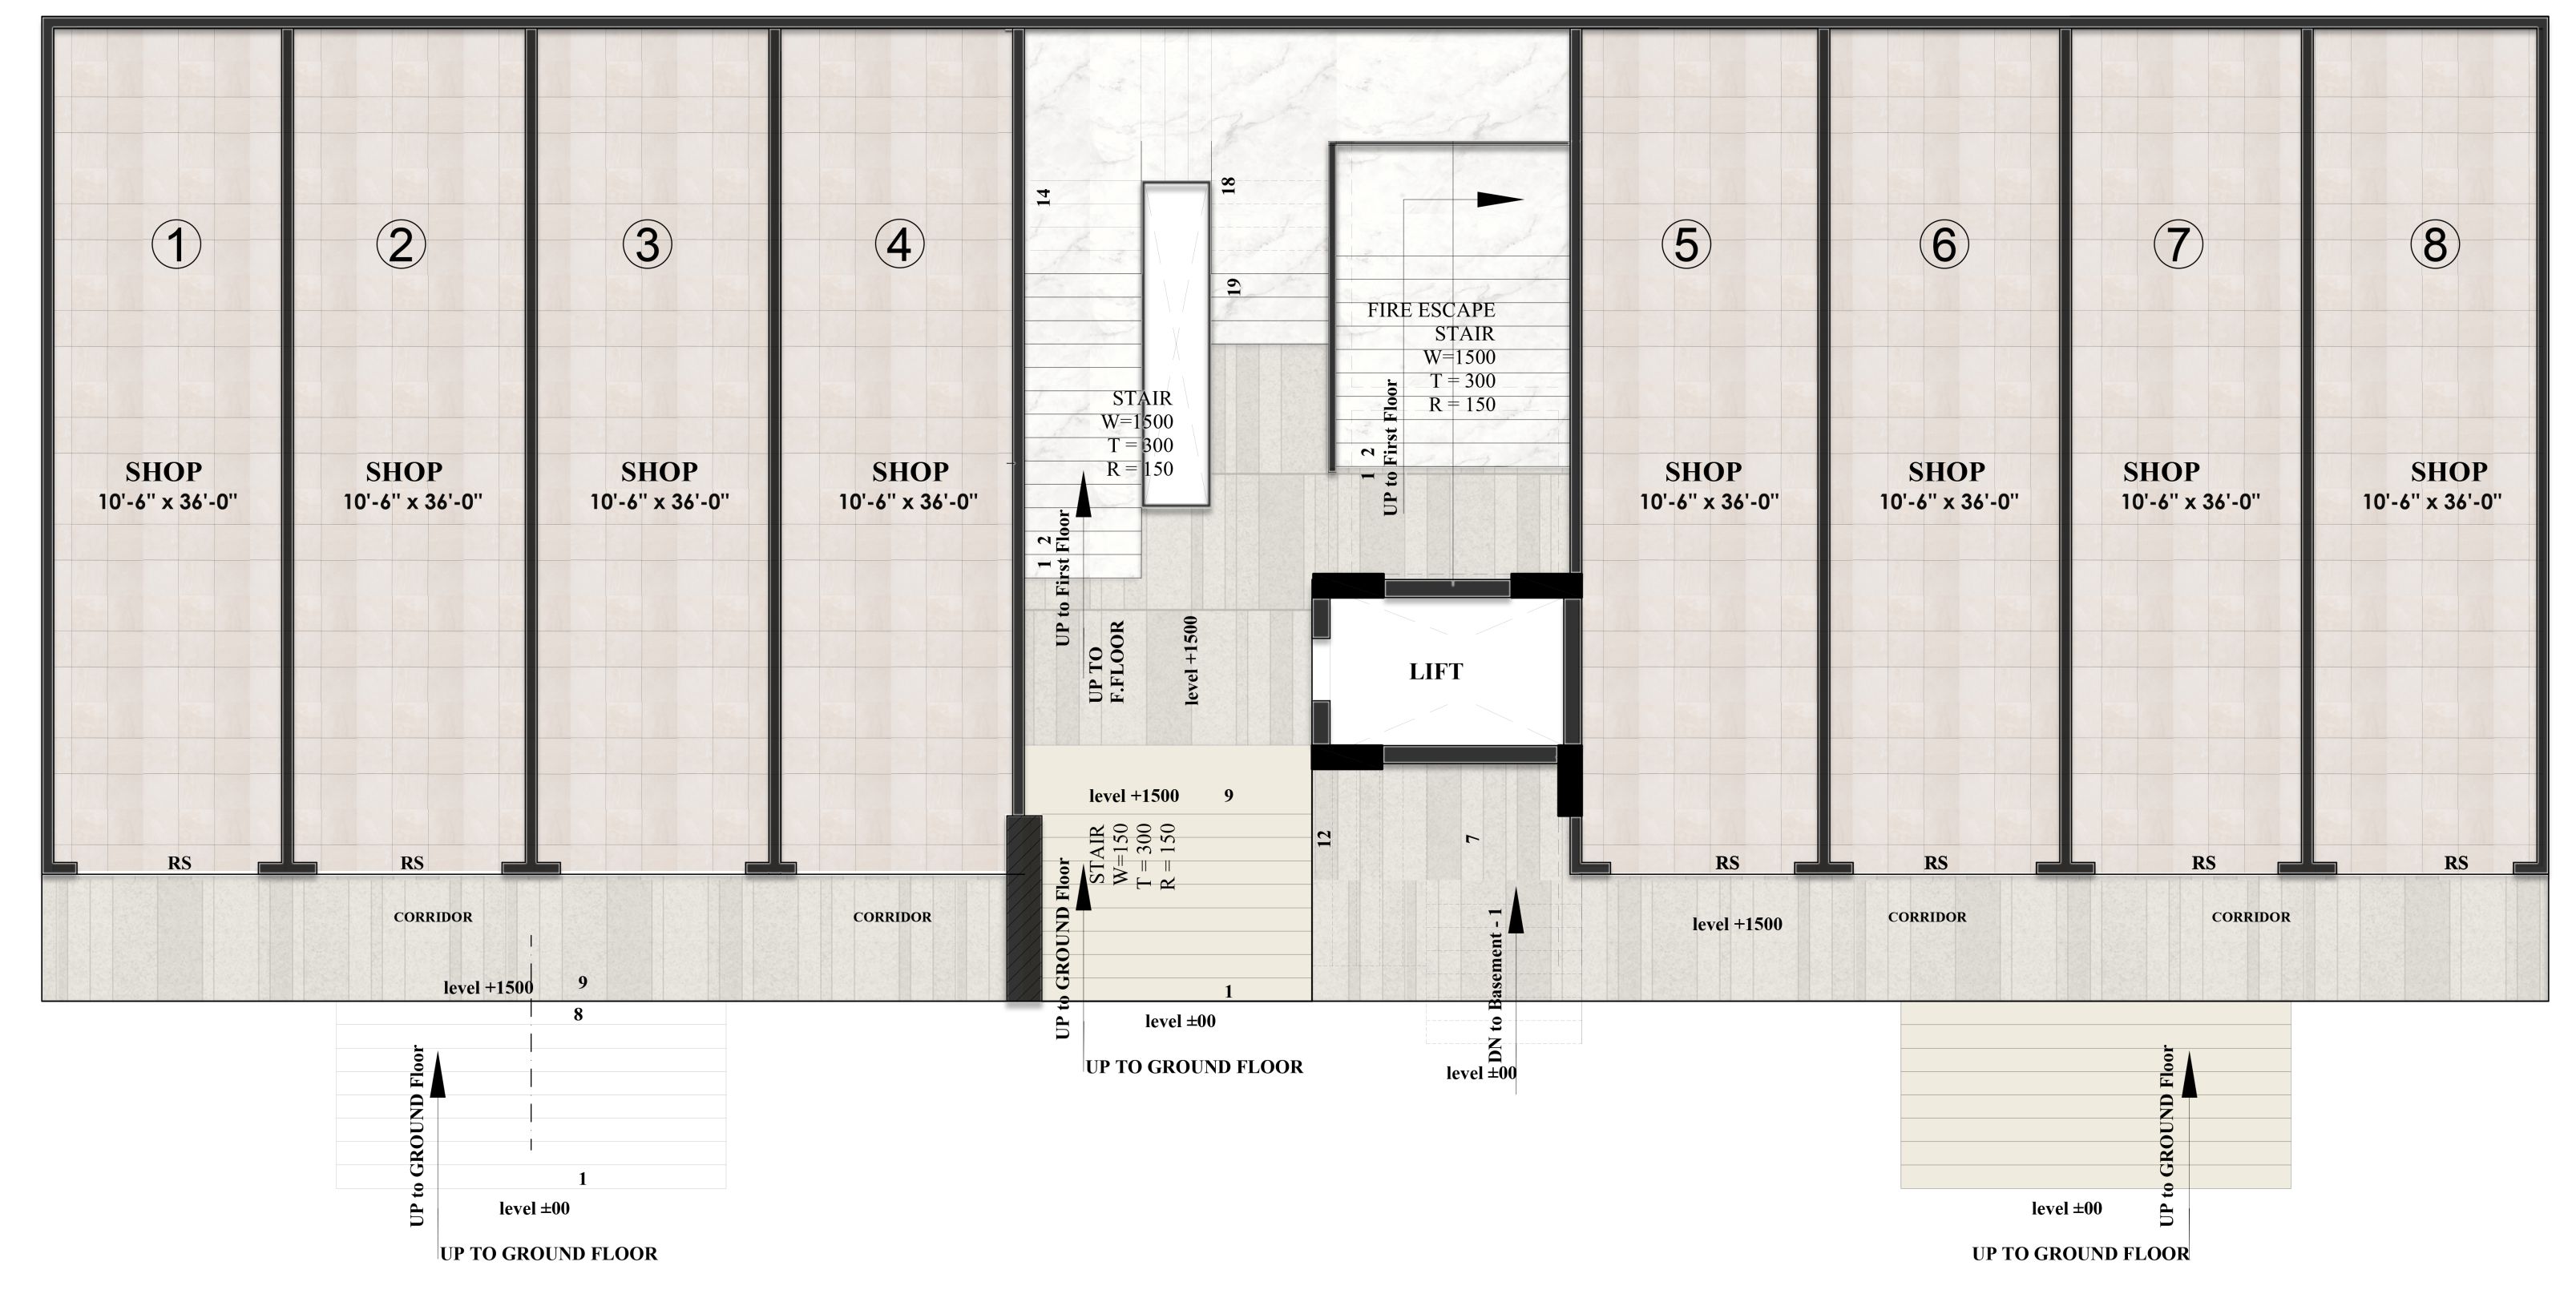 1
2
3
4
5
6
7
8
14
18
19
FIRE ESCAPE
STAIR
W=1500
T = 300
R = 150
1 2
UP to First Floor
STAIR
W=1500
T = 300
R = 150
1 2
UP to First Floor
UP TO
F.FLOOR
level +1500
LIFT
SHOP
10'-6" x 36'-0"
SHOP
10'-6" x 36'-0"
SHOP
10'-6" x 36'-0"
SHOP
10'-6" x 36'-0"
SHOP
10'-6" x 36'-0"
SHOP
10'-6" x 36'-0"
SHOP
10'-6" x 36'-0"
SHOP
10'-6" x 36'-0"
level +1500
9
STAIR
W=150
T = 300
R = 150
12
7
RS
RS
RS
RS
RS
RS
CORRIDOR
CORRIDOR
level +1500
CORRIDOR
CORRIDOR
level +1500
9
8
1
UP to GROUND Floor
level ±00
UP TO GROUND FLOOR
DN to Basement - 1
level ±00
UP to GROUND Floor
1
level ±00
UP TO GROUND FLOOR
UP to GROUND Floor
level ±00
UP TO GROUND FLOOR